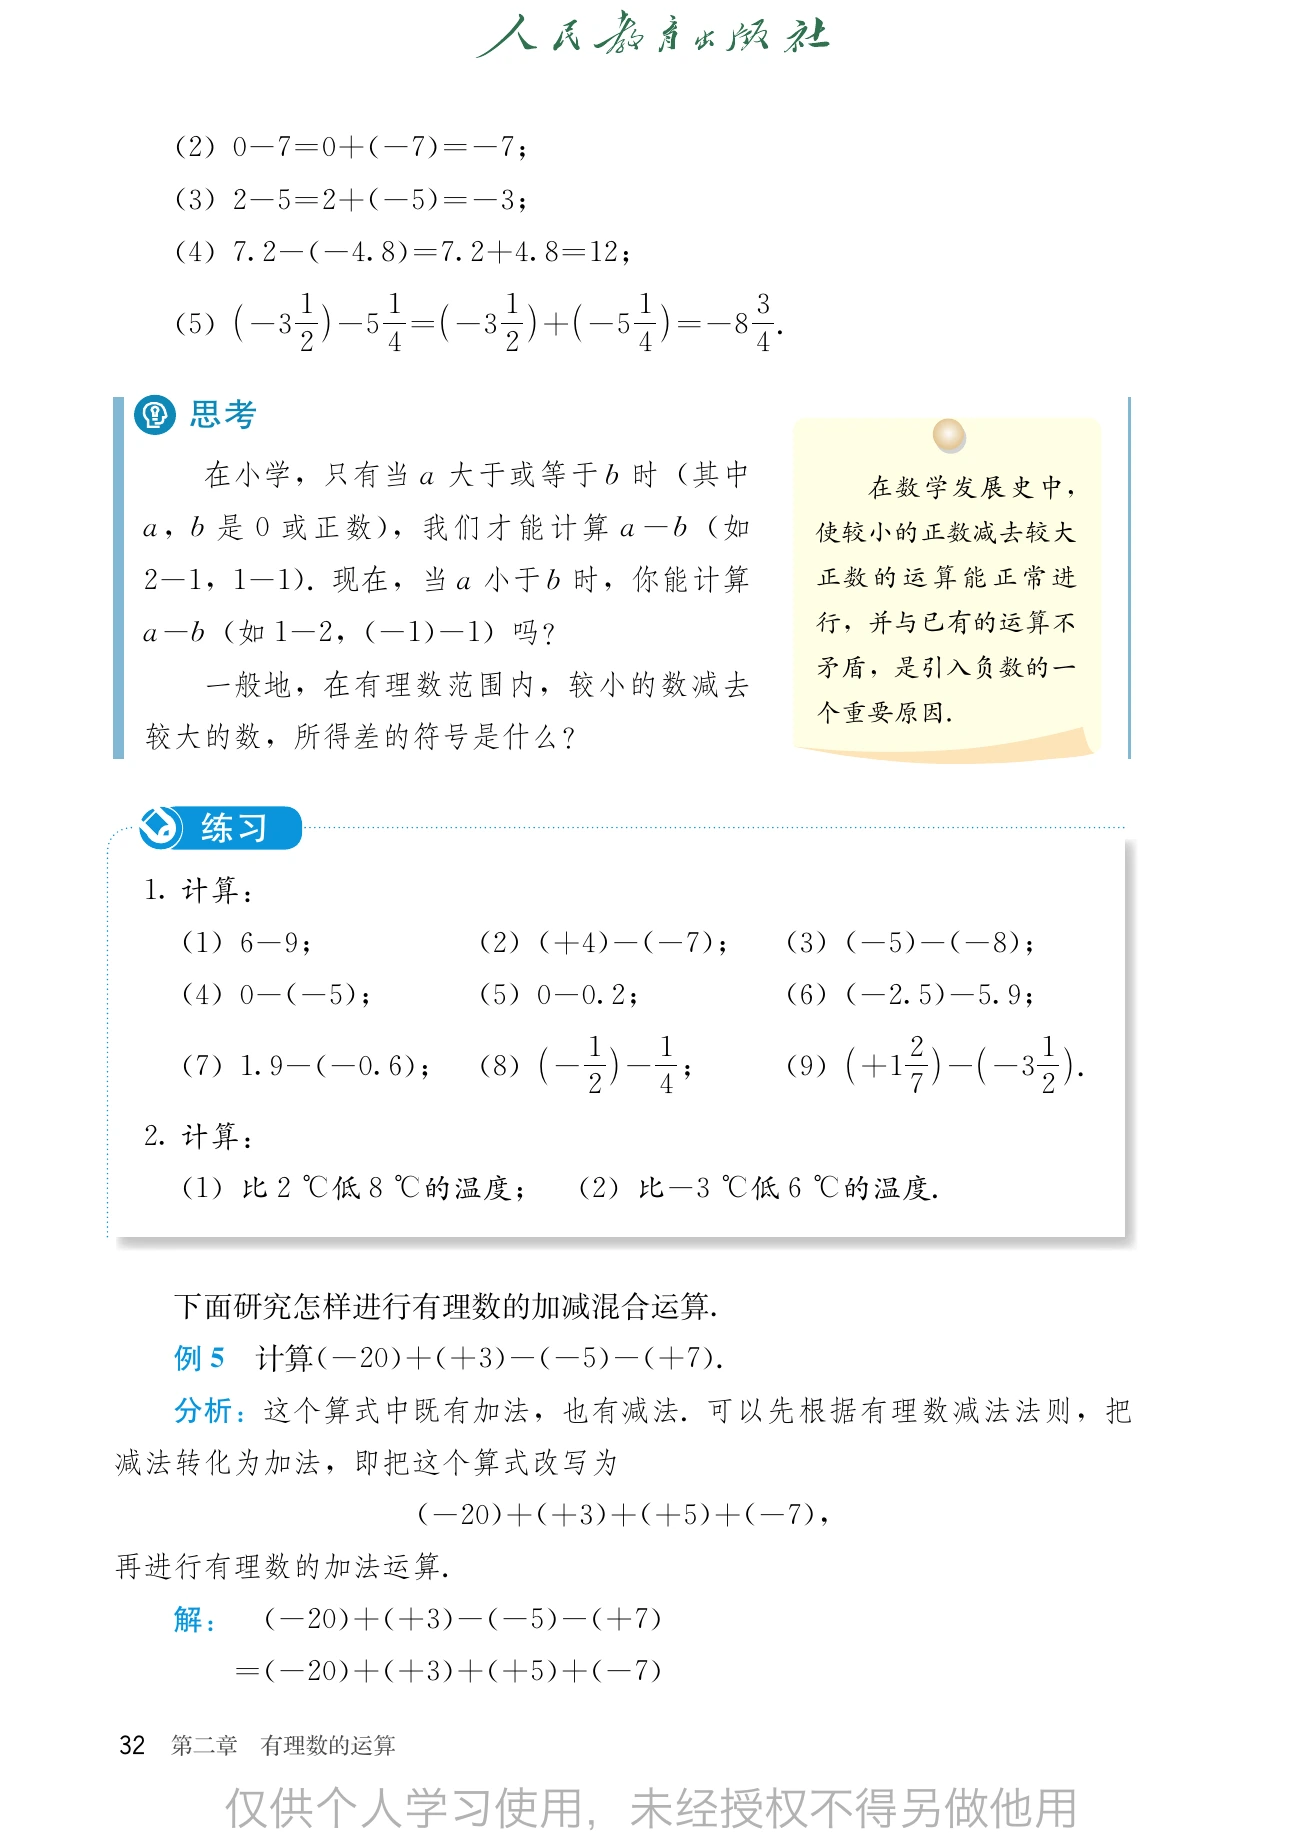 人民教育出版社
(2) 0－7＝0＋(－7)＝－7；
(3) 2－5＝2＋(－5)＝－3；
(4) 7.2－(－4.8)＝7.2＋4.8＝12；
(5) (－3 1/2)－5 1/4＝(－3 1/2)＋(－5 1/4)＝－8 3/4.
思考
在小学，只有当 a 大于或等于 b 时（其中
a，b 是 0 或正数），我们才能计算 a－b（如
2－1，1－1）. 现在，当 a 小于 b 时，你能计算
a－b（如 1－2，(－1)－1）吗？
一般地，在有理数范围内，较小的数减去
较大的数，所得差的符号是什么？
在数学发展史中，
使较小的正数减去较大
正数的运算能正常进
行，并与已有的运算不
矛盾，是引入负数的一
个重要原因.
练习
1. 计算：
(1) 6－9； (2) (＋4)－(－7)； (3) (－5)－(－8)；
(4) 0－(－5)； (5) 0－0.2； (6) (－2.5)－5.9；
(7) 1.9－(－0.6)； (8) (－1/2)－1/4； (9) (＋1 2/7)－(－3 1/2).
2. 计算：
(1) 比 2 ℃低 8 ℃的温度； (2) 比－3 ℃低 6 ℃的温度.
下面研究怎样进行有理数的加减混合运算.
例 5 计算(－20)＋(＋3)－(－5)－(＋7).
分析：这个算式中既有加法，也有减法. 可以先根据有理数减法法则，把
减法转化为加法，即把这个算式改写为
(－20)＋(＋3)＋(＋5)＋(－7)，
再进行有理数的加法运算.
解： (－20)＋(＋3)－(－5)－(＋7)
＝(－20)＋(＋3)＋(＋5)＋(－7)
32 第二章 有理数的运算
仅供个人学习使用，未经授权不得另做他用